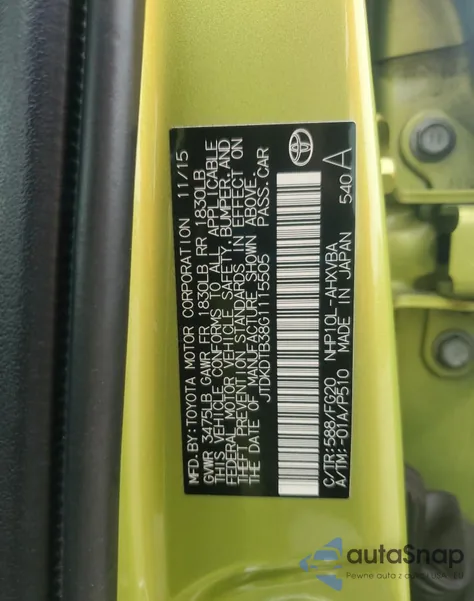 MFD. BY: TOYOTA MOTOR CORPORATION 11/15
GVWR 3475LB GAWR FR 1830LB RR 1830LB
THIS VEHICLE CONFORMS TO ALL APPLICABLE
FEDERAL MOTOR VEHICLE SAFETY, BUMPER, AND
THEFT PREVENTION STANDARDS IN EFFECT ON
THE DATE OF MANUFACTURE SHOWN ABOVE.
JTDKDTB38G1115505 PASS. CAR
C/TR: 588/FG20 NHP10L-AHXVBA
A/TM: -01A/P510 MADE IN JAPAN 540 A
autaSnap
Pewne auta z